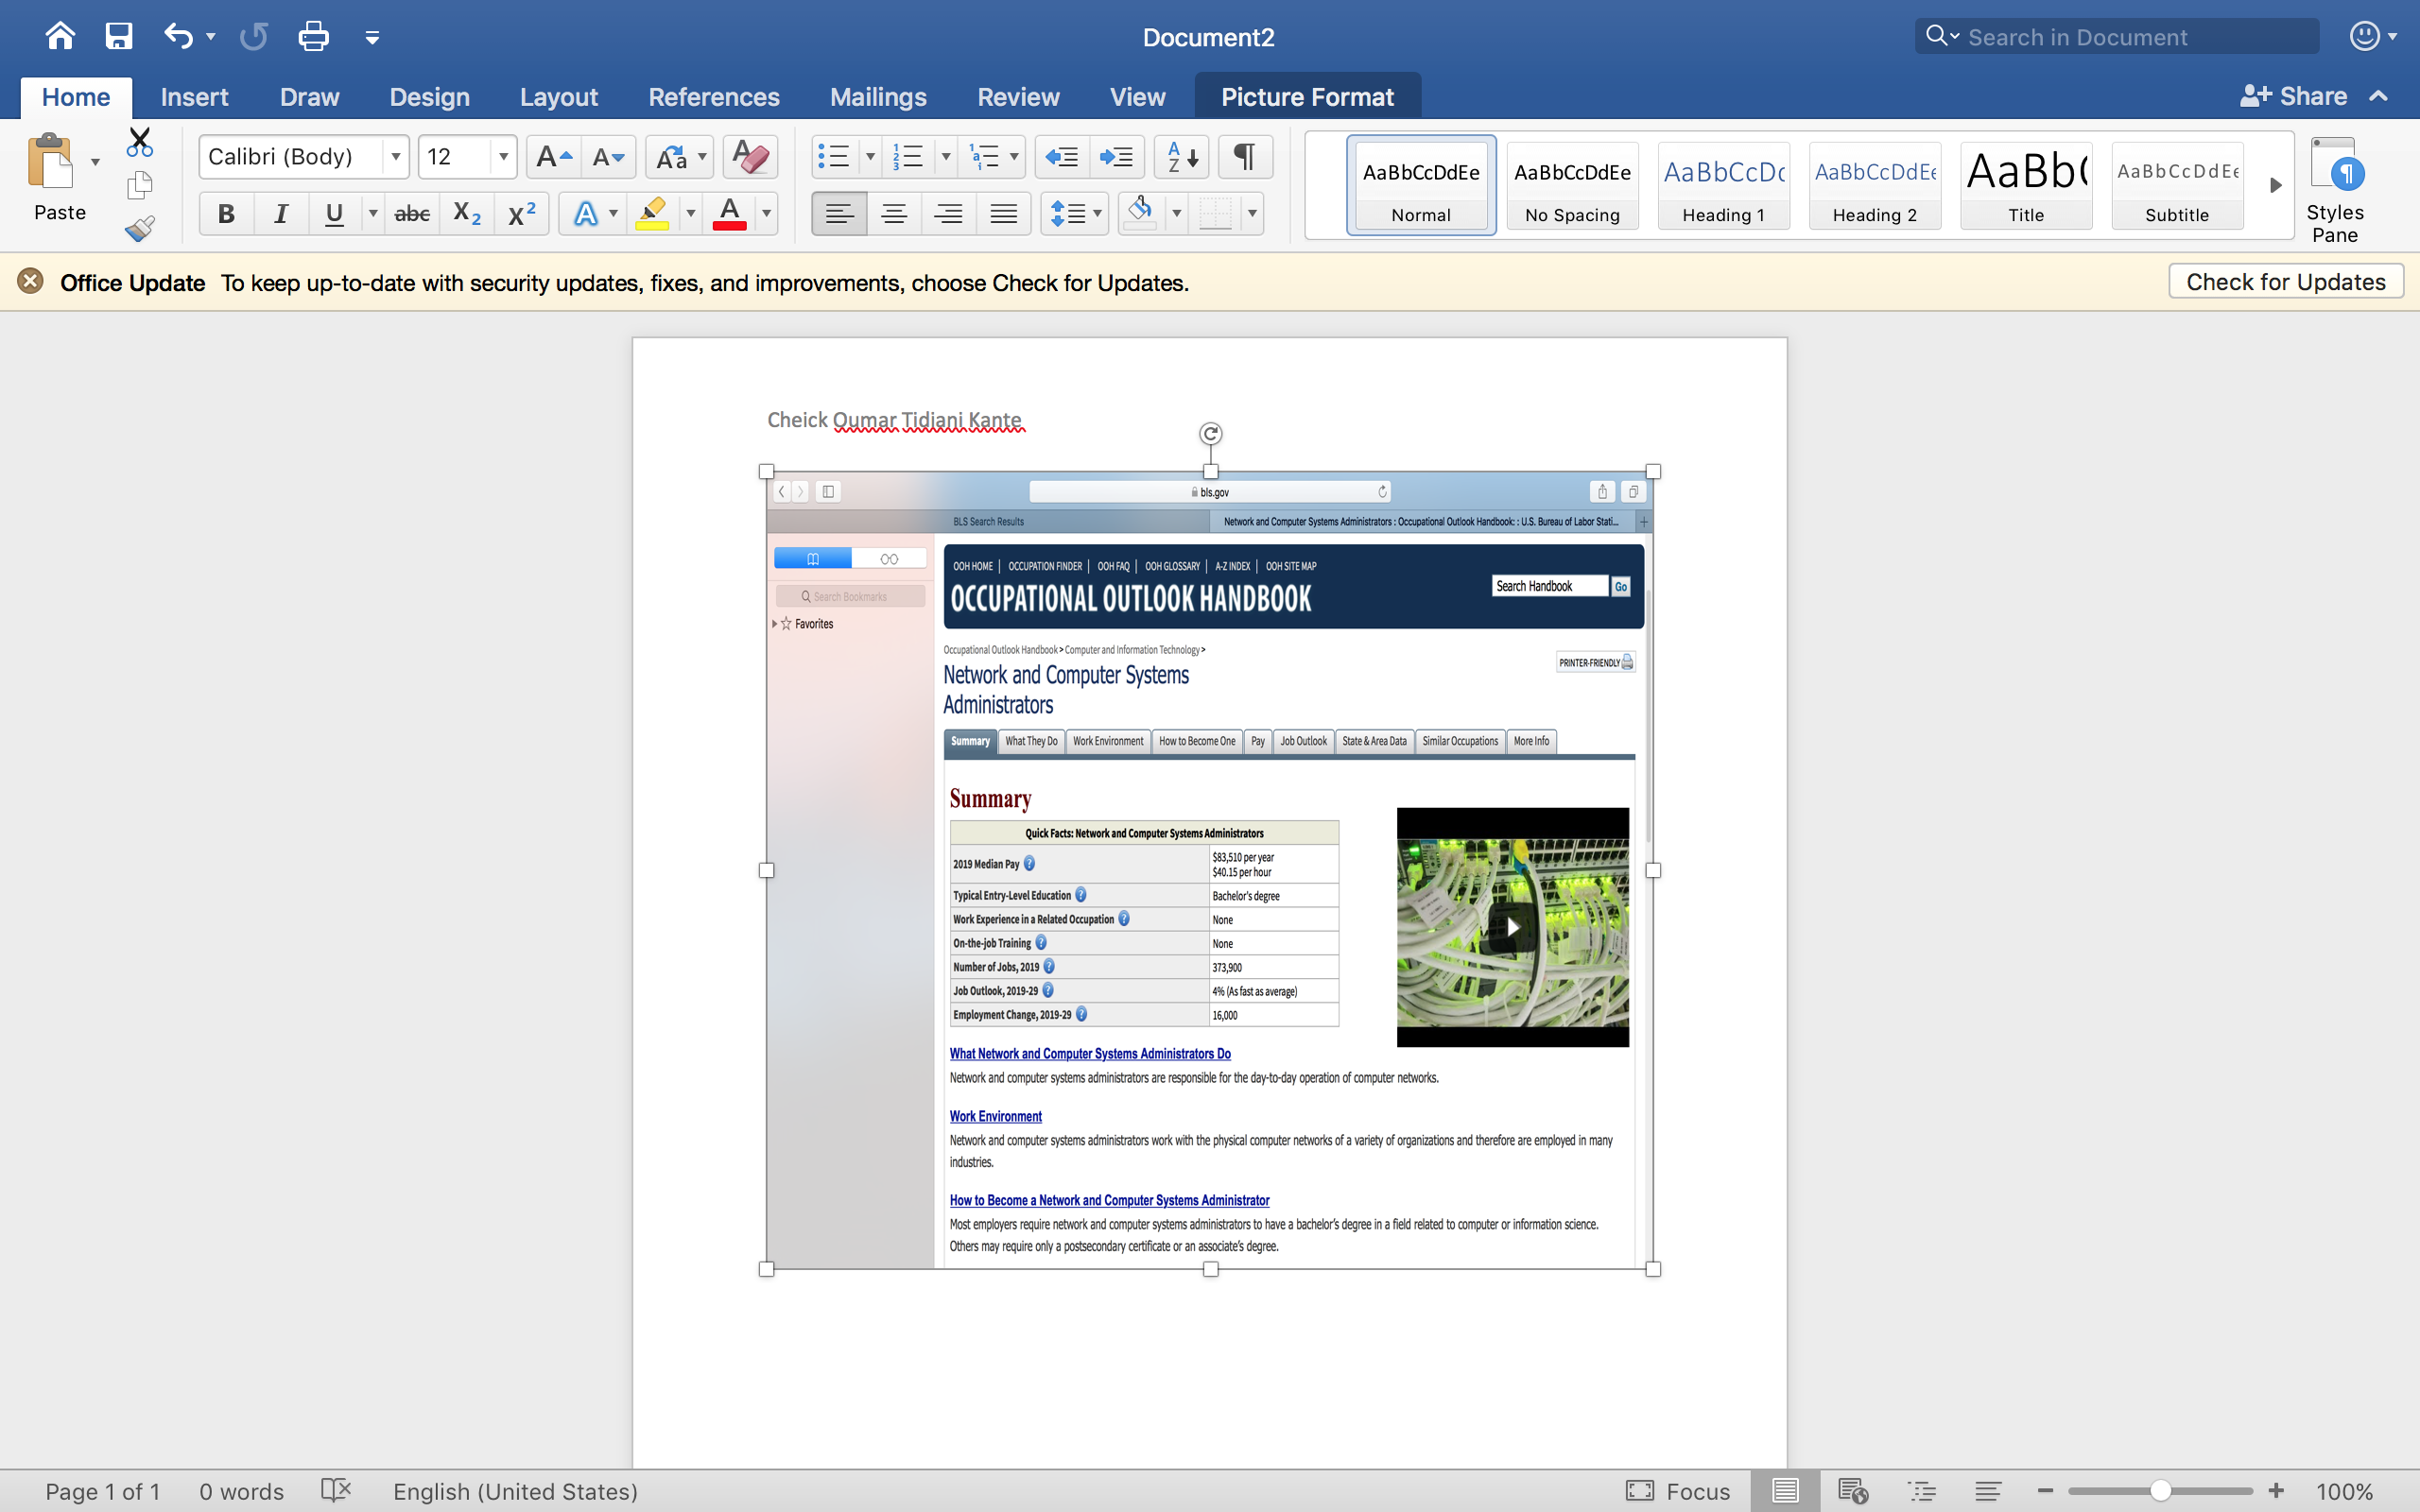 Document2
Search in Document
Home Insert Draw Design Layout References Mailings Review View Picture Format Share
Paste
Calibri (Body) 12
AaBbCcDdEe AaBbCcDdEe AaBbCcDc AaBbCcDdEe AaBb( AaBbCcDdEe
Normal No Spacing Heading 1 Heading 2 Title Subtitle
Styles
Pane
Office Update To keep up-to-date with security updates, fixes, and improvements, choose Check for Updates.
Check for Updates
Cheick Oumar Tidiani Kante
bls.gov
BLS Search Results
Network and Computer Systems Administrators : Occupational Outlook Handbook: : U.S. Bureau of Labor Stati...
Search Bookmarks
Favorites
OOH HOME | OCCUPATION FINDER | OOH FAQ | OOH GLOSSARY | A-Z INDEX | OOH SITE MAP
OCCUPATIONAL OUTLOOK HANDBOOK
Search Handbook Go
Occupational Outlook Handbook > Computer and Information Technology >
PRINTER-FRIENDLY
Network and Computer Systems
Administrators
Summary What They Do Work Environment How to Become One Pay Job Outlook State & Area Data Similar Occupations More Info
Summary
Quick Facts: Network and Computer Systems Administrators
2019 Median Pay $83,510 per year
$40.15 per hour
Typical Entry-Level Education Bachelor's degree
Work Experience in a Related Occupation None
On-the-job Training None
Number of Jobs, 2019 373,900
Job Outlook, 2019-29 4% (As fast as average)
Employment Change, 2019-29 16,000
What Network and Computer Systems Administrators Do
Network and computer systems administrators are responsible for the day-to-day operation of computer networks.
Work Environment
Network and computer systems administrators work with the physical computer networks of a variety of organizations and therefore are employed in many
industries.
How to Become a Network and Computer Systems Administrator
Most employers require network and computer systems administrators to have a bachelor's degree in a field related to computer or information science.
Others may require only a postsecondary certificate or an associate's degree.
Page 1 of 1 0 words English (United States) Focus 100%